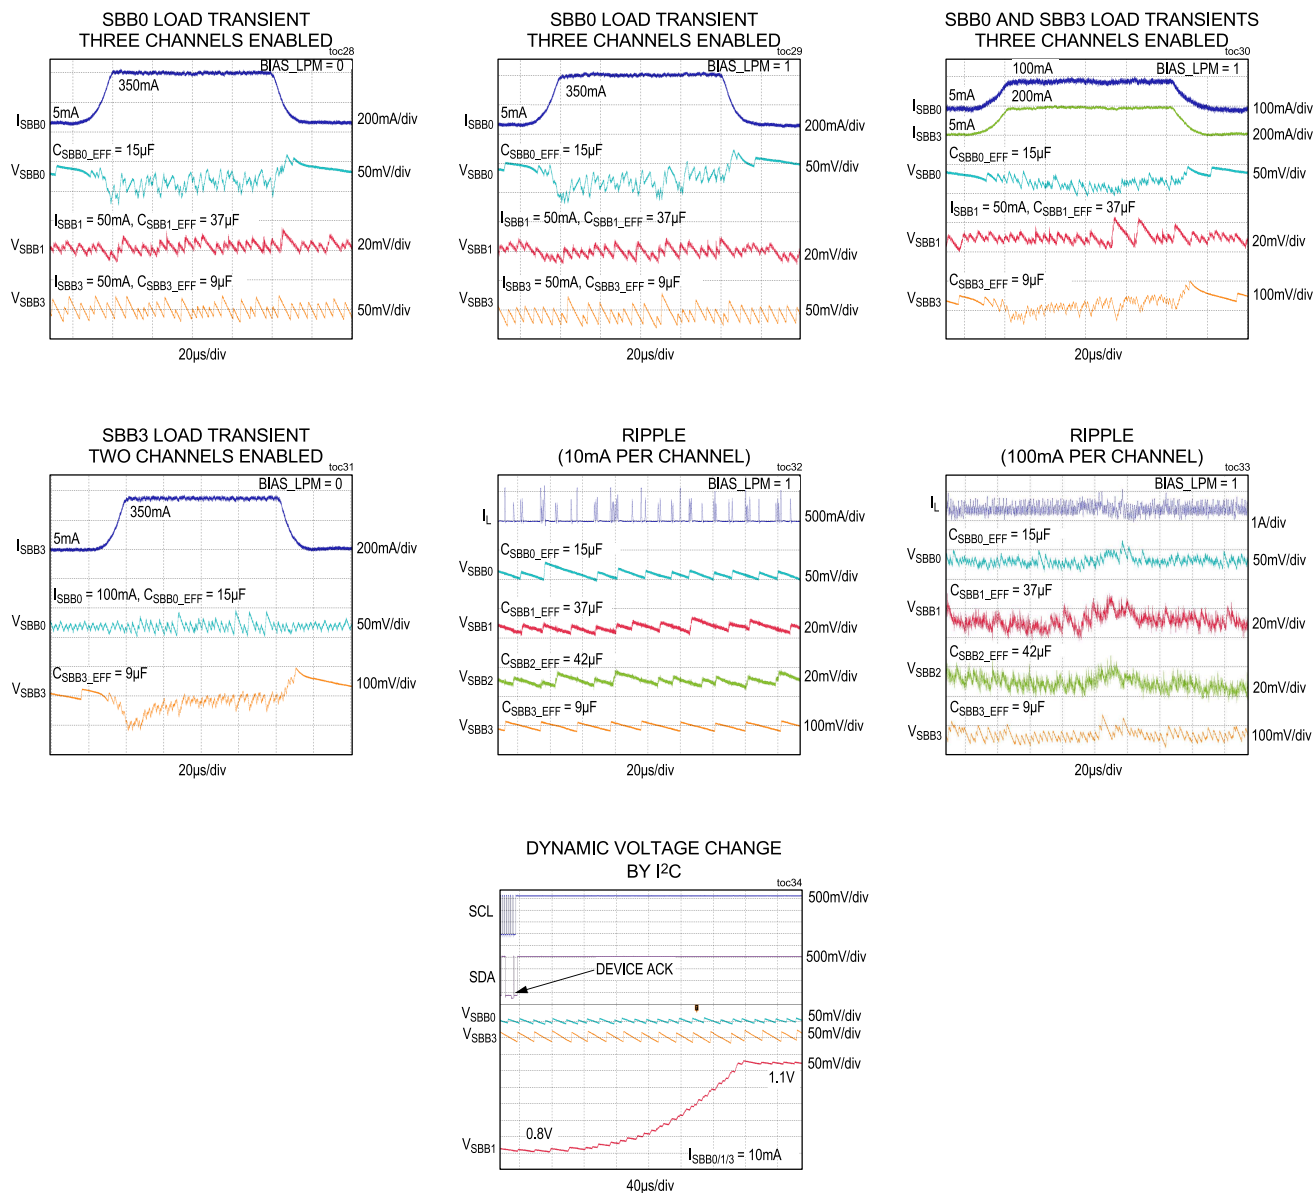 SBB0 LOAD TRANSIENT
THREE CHANNELS ENABLED
toc28
BIAS_LPM = 0
350mA
5mA
ISBB0
200mA/div
CSBB0_EFF = 15µF
VSBB0
50mV/div
ISBB1 = 50mA, CSBB1_EFF = 37µF
VSBB1
20mV/div
ISBB3 = 50mA, CSBB3_EFF = 9µF
VSBB3
50mV/div
20µs/div
SBB0 LOAD TRANSIENT
THREE CHANNELS ENABLED
toc29
BIAS_LPM = 1
350mA
5mA
ISBB0
200mA/div
CSBB0_EFF = 15µF
VSBB0
50mV/div
ISBB1 = 50mA, CSBB1_EFF = 37µF
VSBB1
20mV/div
ISBB3 = 50mA, CSBB3_EFF = 9µF
VSBB3
50mV/div
20µs/div
SBB0 AND SBB3 LOAD TRANSIENTS
THREE CHANNELS ENABLED
toc30
100mA
BIAS_LPM = 1
5mA
200mA
ISBB0
100mA/div
5mA
ISBB3
200mA/div
CSBB0_EFF = 15µF
VSBB0
50mV/div
ISBB1 = 50mA, CSBB1_EFF = 37µF
VSBB1
20mV/div
CSBB3_EFF = 9µF
VSBB3
100mV/div
20µs/div
SBB3 LOAD TRANSIENT
TWO CHANNELS ENABLED
toc31
BIAS_LPM = 0
350mA
5mA
ISBB3
200mA/div
ISBB0 = 100mA, CSBB0_EFF = 15µF
VSBB0
50mV/div
CSBB3_EFF = 9µF
VSBB3
100mV/div
20µs/div
RIPPLE
(10mA PER CHANNEL)
toc32
BIAS_LPM = 1
IL
500mA/div
CSBB0_EFF = 15µF
VSBB0
50mV/div
CSBB1_EFF = 37µF
VSBB1
20mV/div
CSBB2_EFF = 42µF
VSBB2
20mV/div
CSBB3_EFF = 9µF
VSBB3
100mV/div
20µs/div
RIPPLE
(100mA PER CHANNEL)
toc33
BIAS_LPM = 1
IL
1A/div
CSBB0_EFF = 15µF
VSBB0
50mV/div
CSBB1_EFF = 37µF
VSBB1
20mV/div
CSBB2_EFF = 42µF
VSBB2
20mV/div
CSBB3_EFF = 9µF
VSBB3
100mV/div
20µs/div
DYNAMIC VOLTAGE CHANGE
BY I²C
toc34
500mV/div
SCL
500mV/div
SDA
DEVICE ACK
VSBB0
50mV/div
VSBB3
50mV/div
50mV/div
1.1V
0.8V
VSBB1
ISBB0/1/3 = 10mA
40µs/div